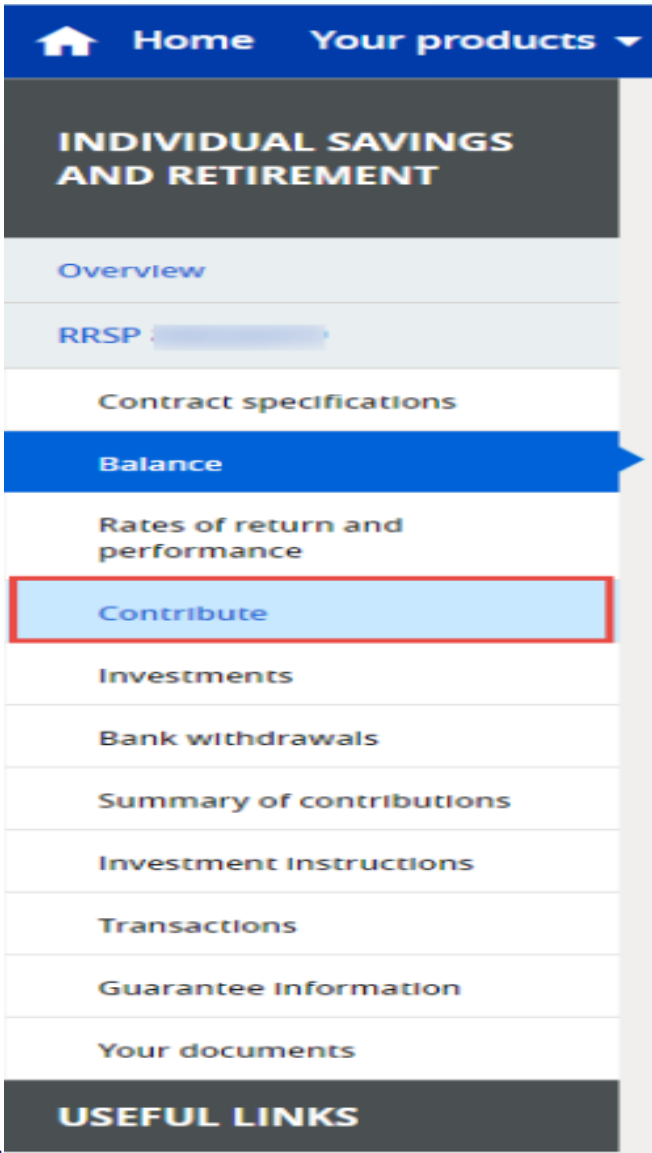 Home Your products
INDIVIDUAL SAVINGS
AND RETIREMENT
Overview
RRSP
Contract specifications
Balance
Rates of return and
performance
Contribute
Investments
Bank withdrawals
Summary of contributions
Investment instructions
Transactions
Guarantee information
Your documents
USEFUL LINKS